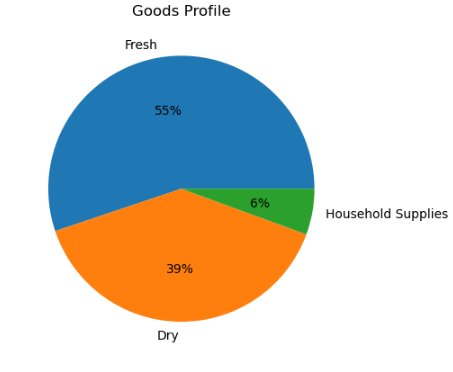 Goods Profile
Fresh
55%
6%
Household Supplies
39%
Dry